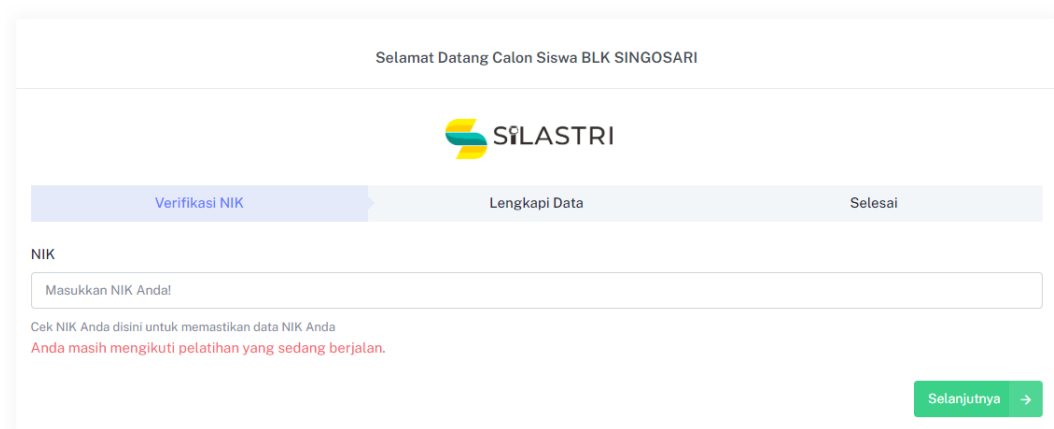 Selamat Datang Calon Siswa BLK SINGOSARI
SiLASTRI
Verifikasi NIK
Lengkapi Data
Selesai
NIK
Masukkan NIK Anda!
Cek NIK Anda disini untuk memastikan data NIK Anda
Anda masih mengikuti pelatihan yang sedang berjalan.
Selanjutnya →